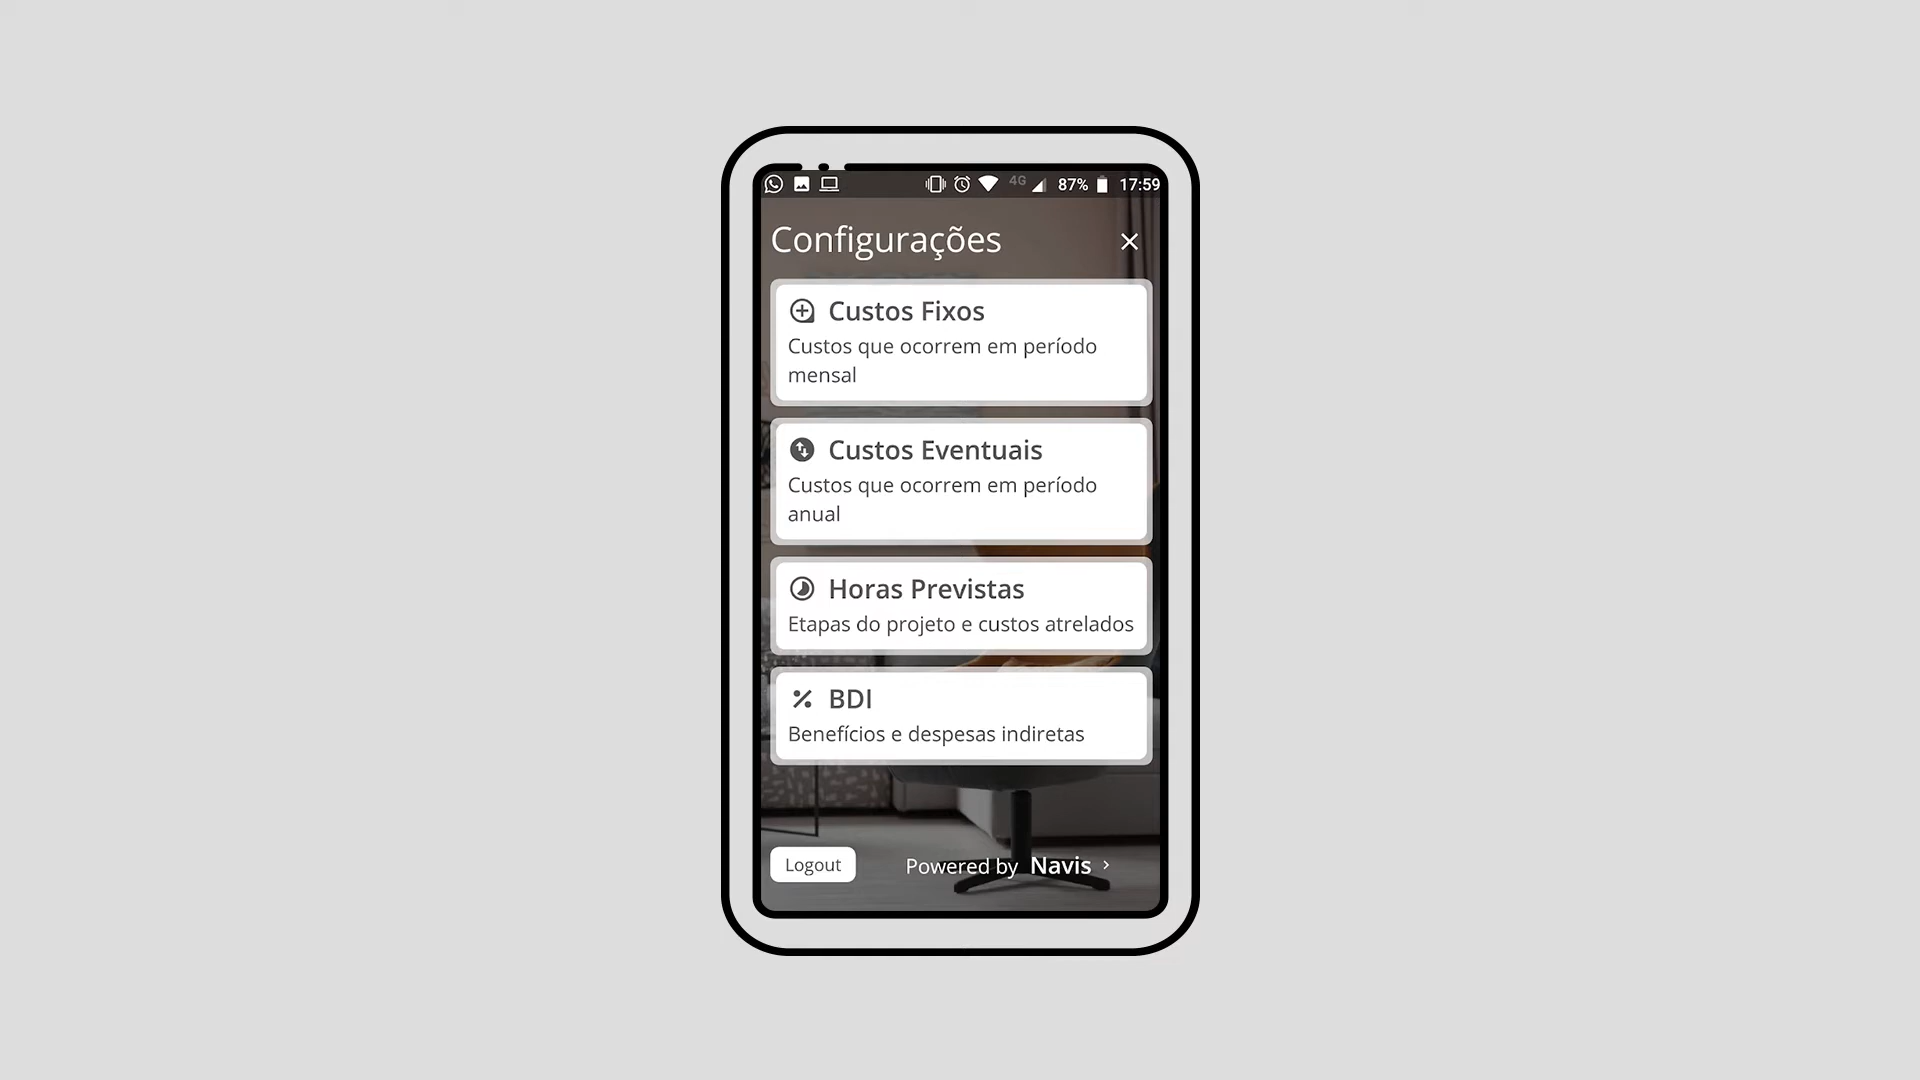 4G 87% 17:59
Configurações
Custos Fixos
Custos que ocorrem em período
mensal
Custos Eventuais
Custos que ocorrem em período
anual
Horas Previstas
Etapas do projeto e custos atrelados
BDI
Benefícios e despesas indiretas
Logout
Powered by Navis